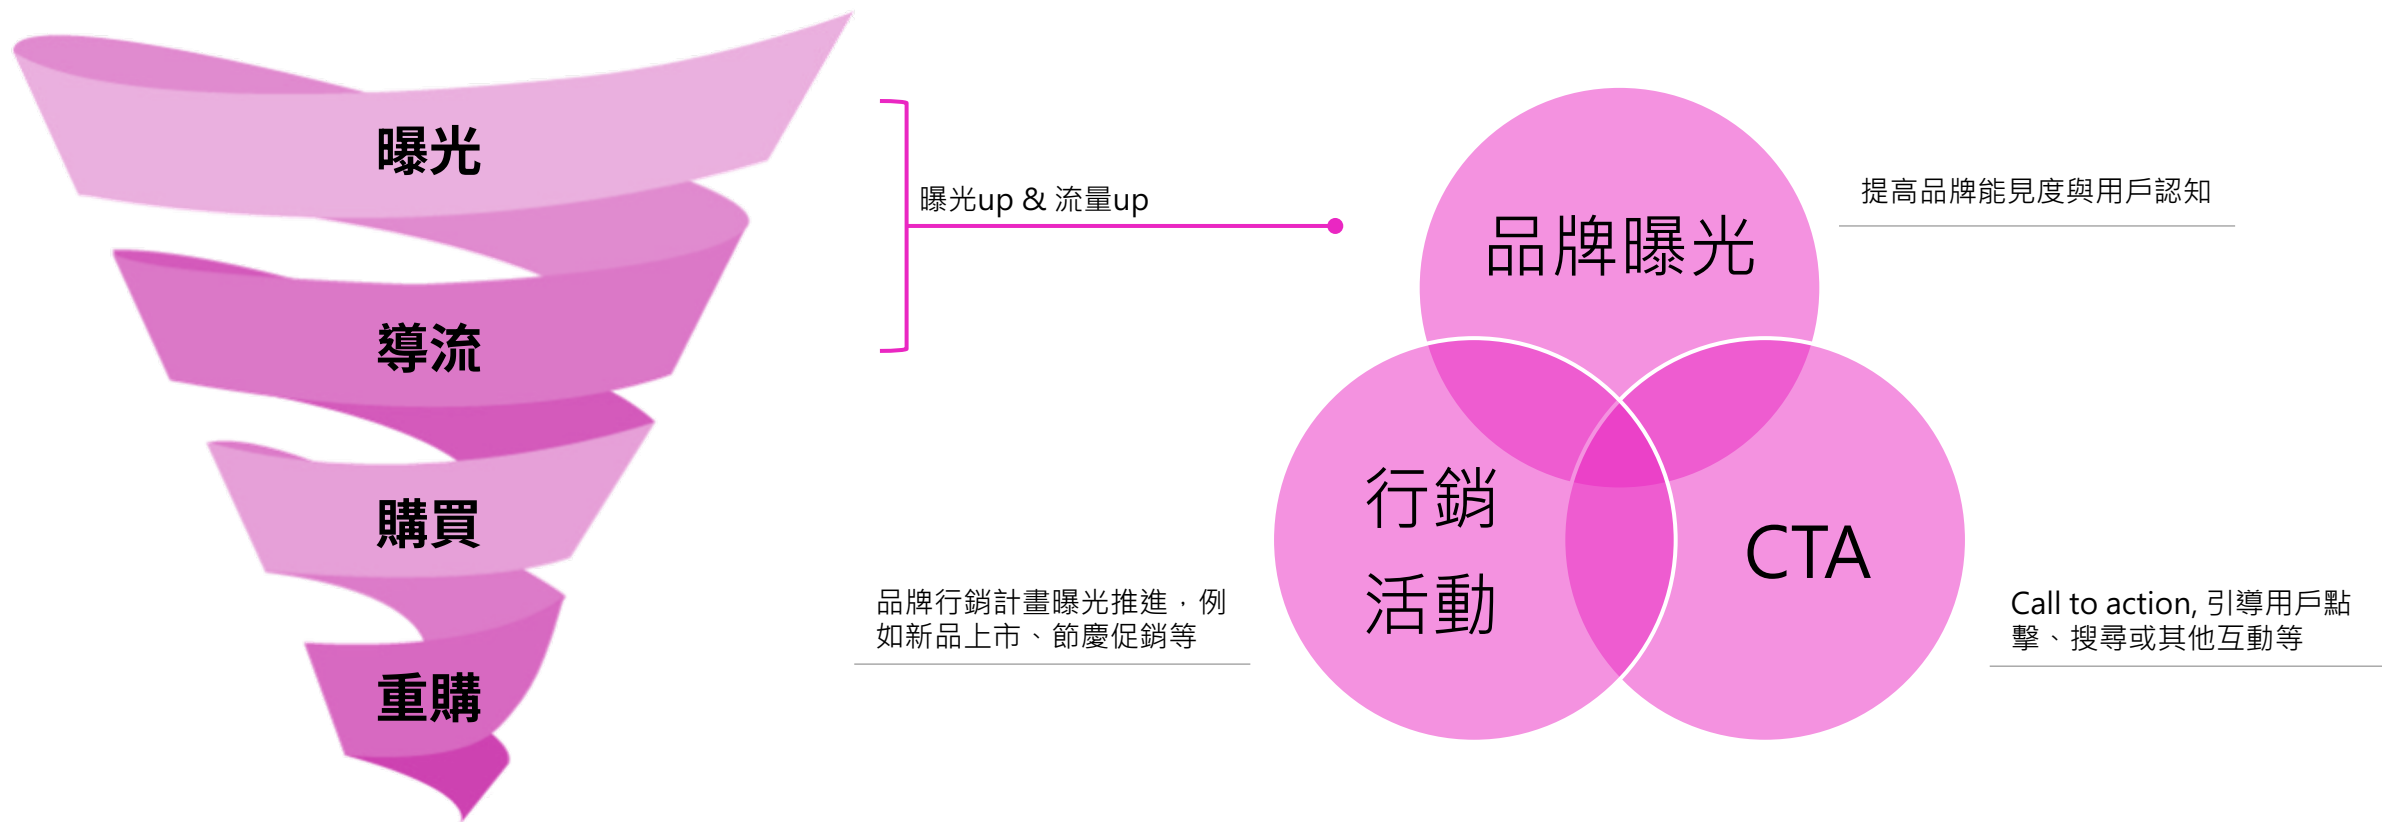 曝光
導流
購買
重購
曝光up & 流量up
品牌曝光
提高品牌能見度與用戶認知
行銷
活動
品牌行銷計畫曝光推進，例
如新品上市、節慶促銷等
CTA
Call to action, 引導用戶點
擊、搜尋或其他互動等